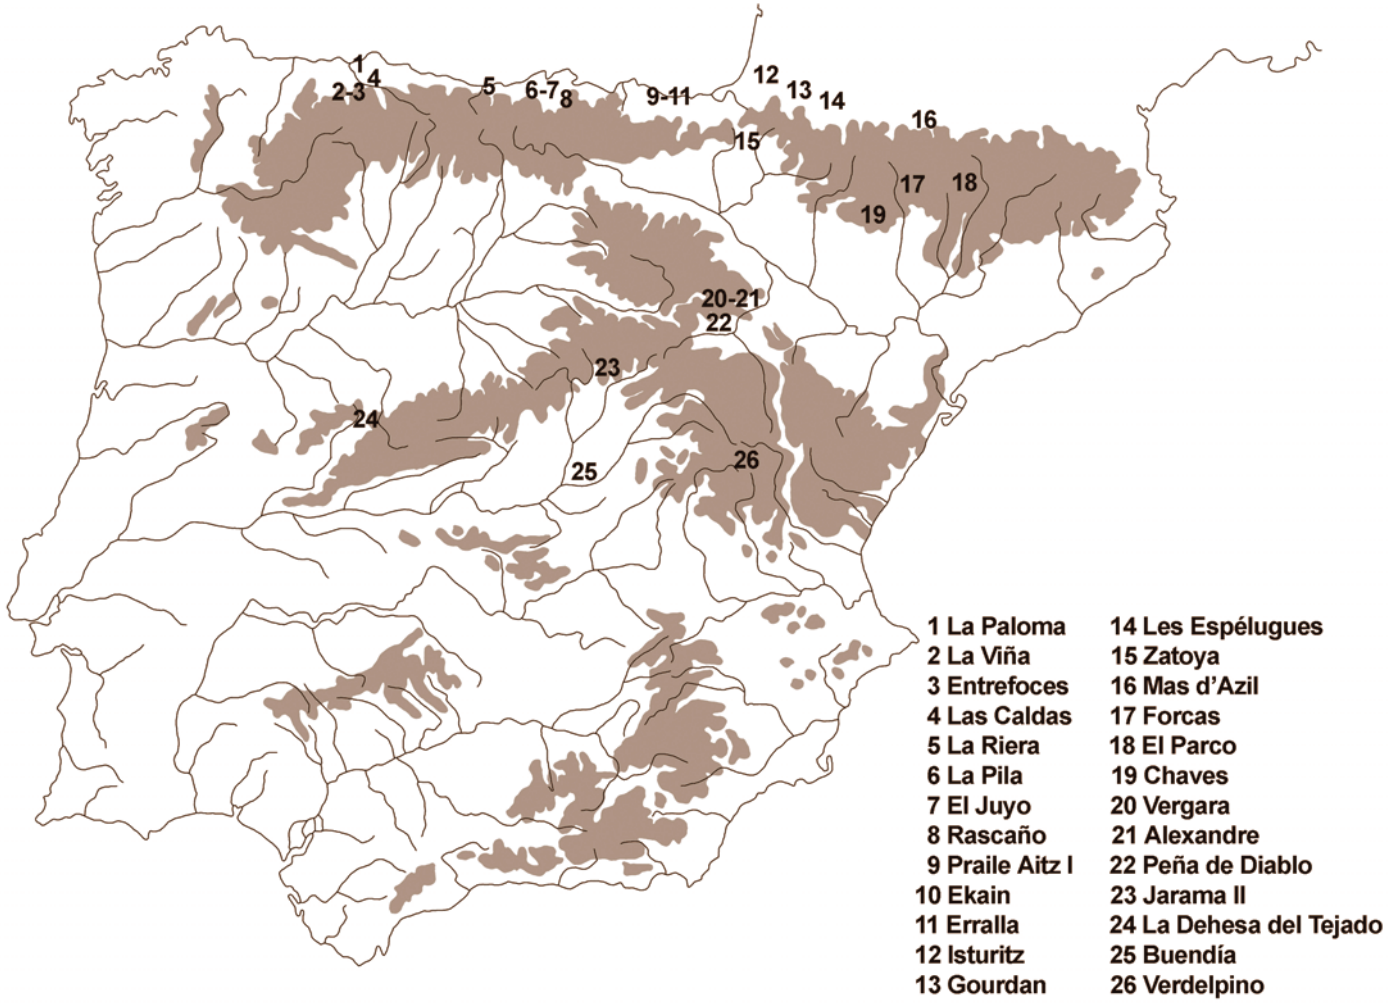 1
4
2-3
5
6-7
8
9-11
12
13
14
15
16
17
18
19
20-21
22
23
24
25
26
1 La Paloma
2 La Viña
3 Entrefoces
4 Las Caldas
5 La Riera
6 La Pila
7 El Juyo
8 Rascaño
9 Praile Aitz I
10 Ekain
11 Erralla
12 Isturitz
13 Gourdan
14 Les Espélugues
15 Zatoya
16 Mas d’Azil
17 Forcas
18 El Parco
19 Chaves
20 Vergara
21 Alexandre
22 Peña de Diablo
23 Jarama II
24 La Dehesa del Tejado
25 Buendía
26 Verdelpino